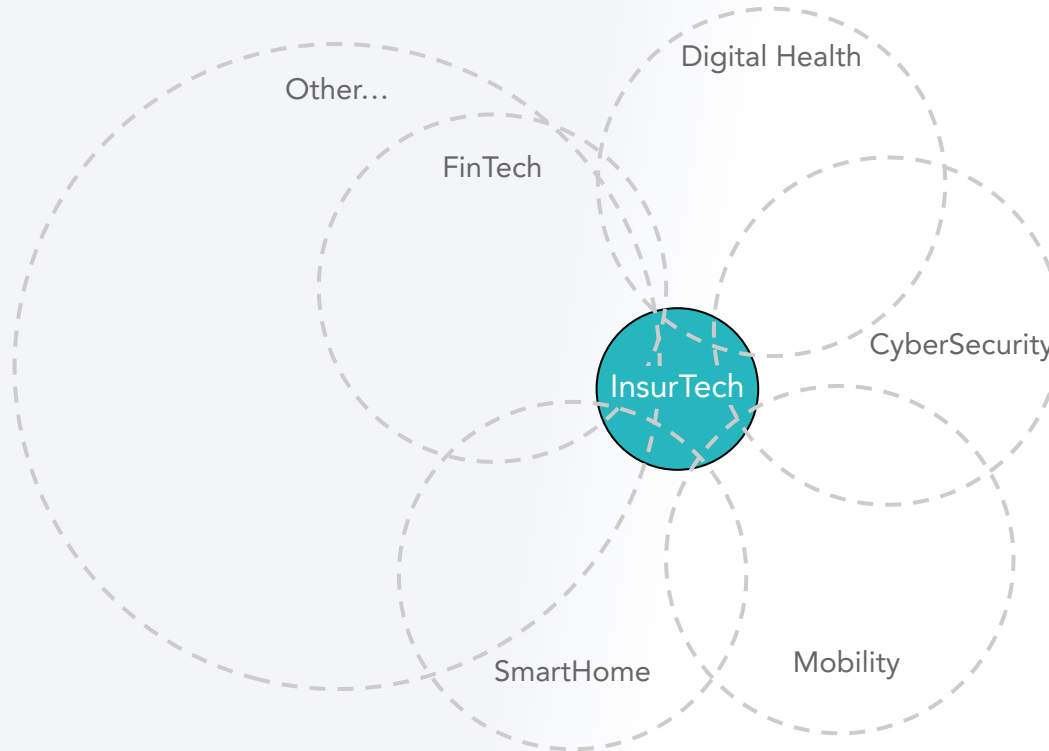 Digital Health
Other…
FinTech
CyberSecurity
InsurTech
Mobility
SmartHome